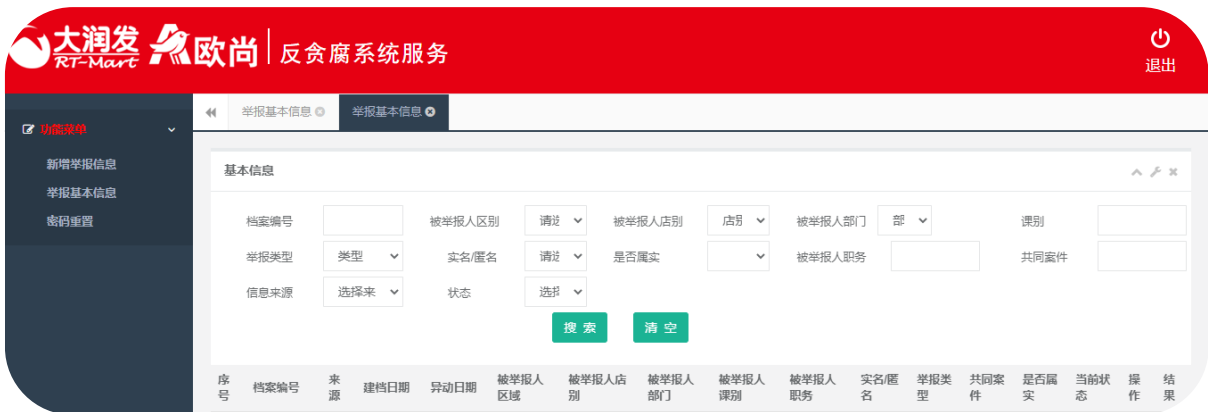 大润发 RT-Mart 欧尚 反贪腐系统服务
退出
功能菜单
新增举报信息
举报基本信息
密码重置
举报基本信息 举报基本信息
基本信息
档案编号 被举报人区别 请选 被举报人店别 店别 被举报人部门 部 课别
举报类型 类型 实名/匿名 请选 是否属实 被举报人职务 共同案件
信息来源 选择来 状态 选择
搜 索 清 空
序号 档案编号 来源 建档日期 异动日期 被举报人区域 被举报人店别 被举报人部门 被举报人课别 被举报人职务 实名/匿名 举报类型 共同案件 是否属实 当前状态 操作 结果